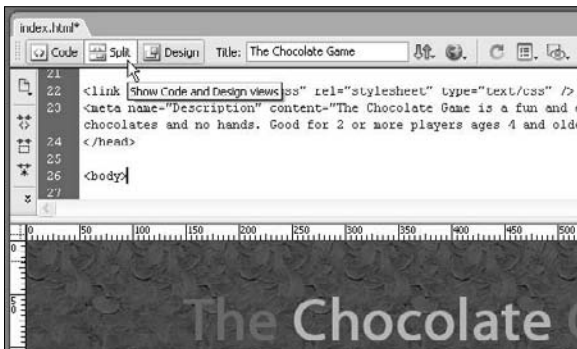 index.html*
Code Split Design Title: The Chocolate Game
21
22 <link Show Code and Design views ss" rel="stylesheet" type="text/css" />
23 <meta name="Description" content="The Chocolate Game is a fun and
chocolates and no hands. Good for 2 or more players ages 4 and olde
24 </head>
25
26 <body>
27
0 50 100 150 200 250 300 350 400 450 500
0
50
The Chocolate